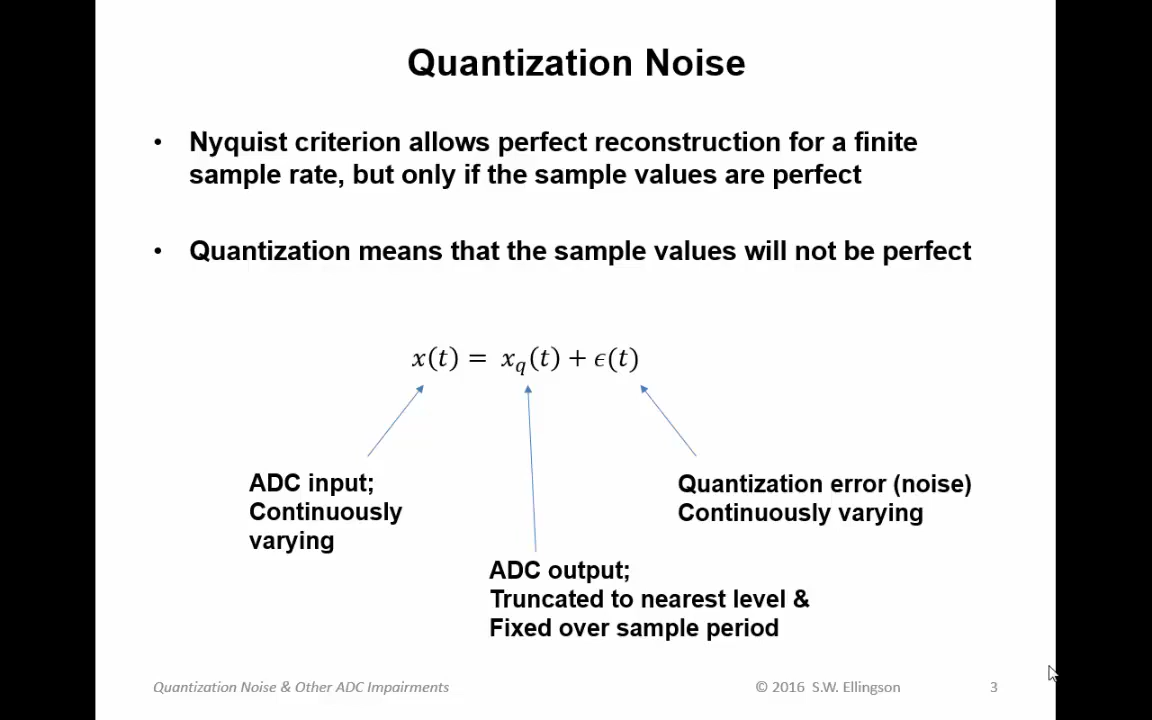 Quantization Noise
• Nyquist criterion allows perfect reconstruction for a finite
sample rate, but only if the sample values are perfect
• Quantization means that the sample values will not be perfect
x(t) = x_q(t) + ϵ(t)
ADC input;
Continuously
varying
Quantization error (noise)
Continuously varying
ADC output;
Truncated to nearest level &
Fixed over sample period
Quantization Noise & Other ADC Impairments
© 2016 S.W. Ellingson
3